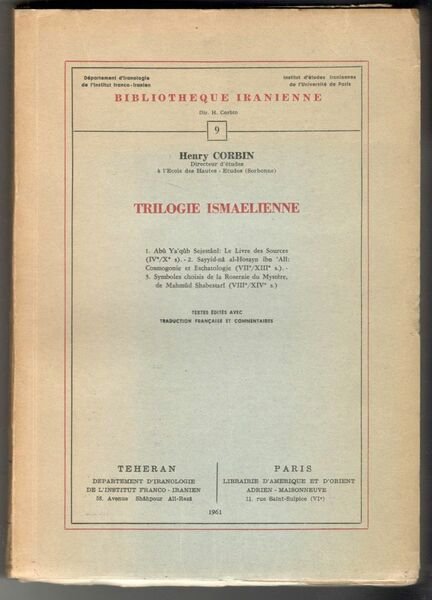 Département d'Iranologie
de l'Institut Franco-Iranien
Institut d'études Iraniennes
de l'Université de Paris
BIBLIOTHEQUE IRANIENNE
Dir. H. Corbin
9
Henry CORBIN
Directeur d'études
à l'Ecole des Hautes - Etudes (Sorbonne)
TRILOGIE ISMAELIENNE
1. Abû Ya'qûb Sejestânî: Le Livre des Sources
(IVᵉ/Xᵉ s). - 2. Sayyid-nâ al-Hosayn ibn 'Alî:
Cosmogonie et Eschatologie (VIIᵉ/XIIIᵉ s.). -
3. Symboles choisis de la Roseraie du Mystère,
de Mahmûd Shabestarî (VIIIᵉ/XIVᵉ s.)
TEXTES ÉDITÉS AVEC
TRADUCTION FRANÇAISE ET COMMENTAIRES
TEHERAN
DEPARTEMENT D'IRANOLOGIE
DE L'INSTITUT FRANCO - IRANIEN
58, Avenue Shâhpour Ali-Rezâ
PARIS
LIBRAIRIE D'AMERIQUE ET D'ORIENT
ADRIEN - MAISONNEUVE
11, rue Saint-Sulpice (VIᵉ)
1961